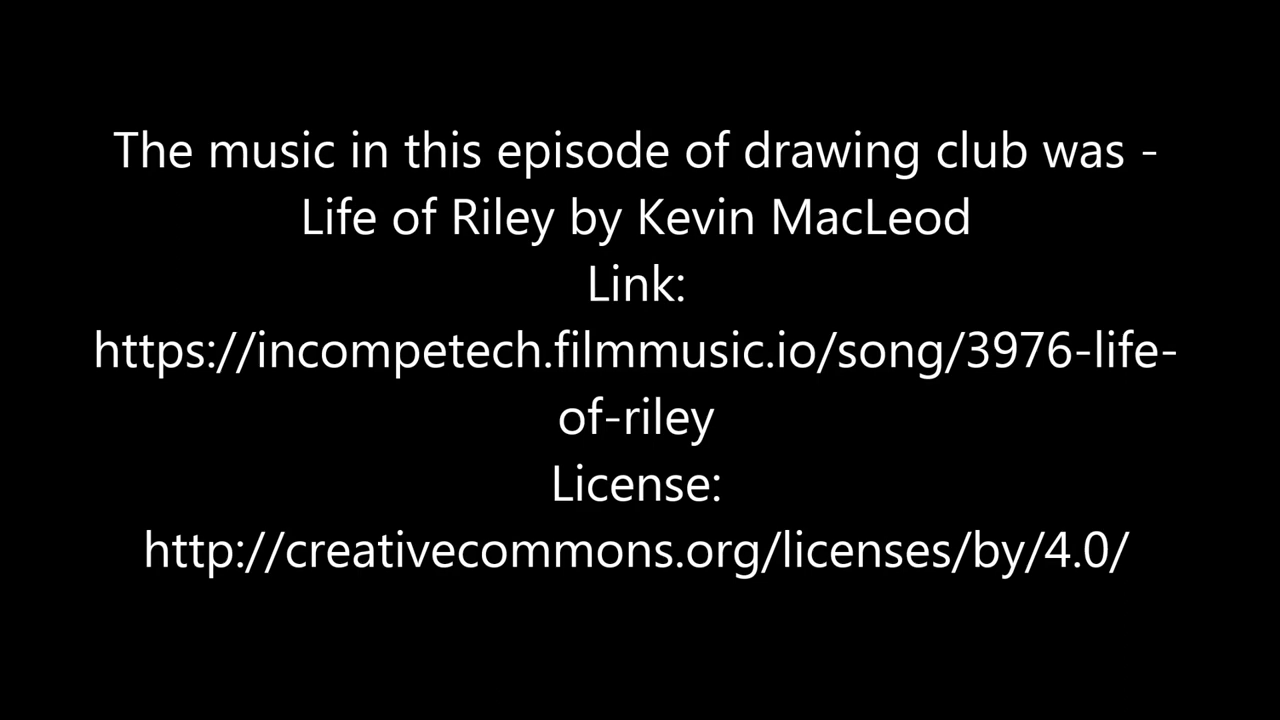 The music in this episode of drawing club was -
Life of Riley by Kevin MacLeod
Link:
https://incompetech.filmmusic.io/song/3976-life-
of-riley
License:
http://creativecommons.org/licenses/by/4.0/